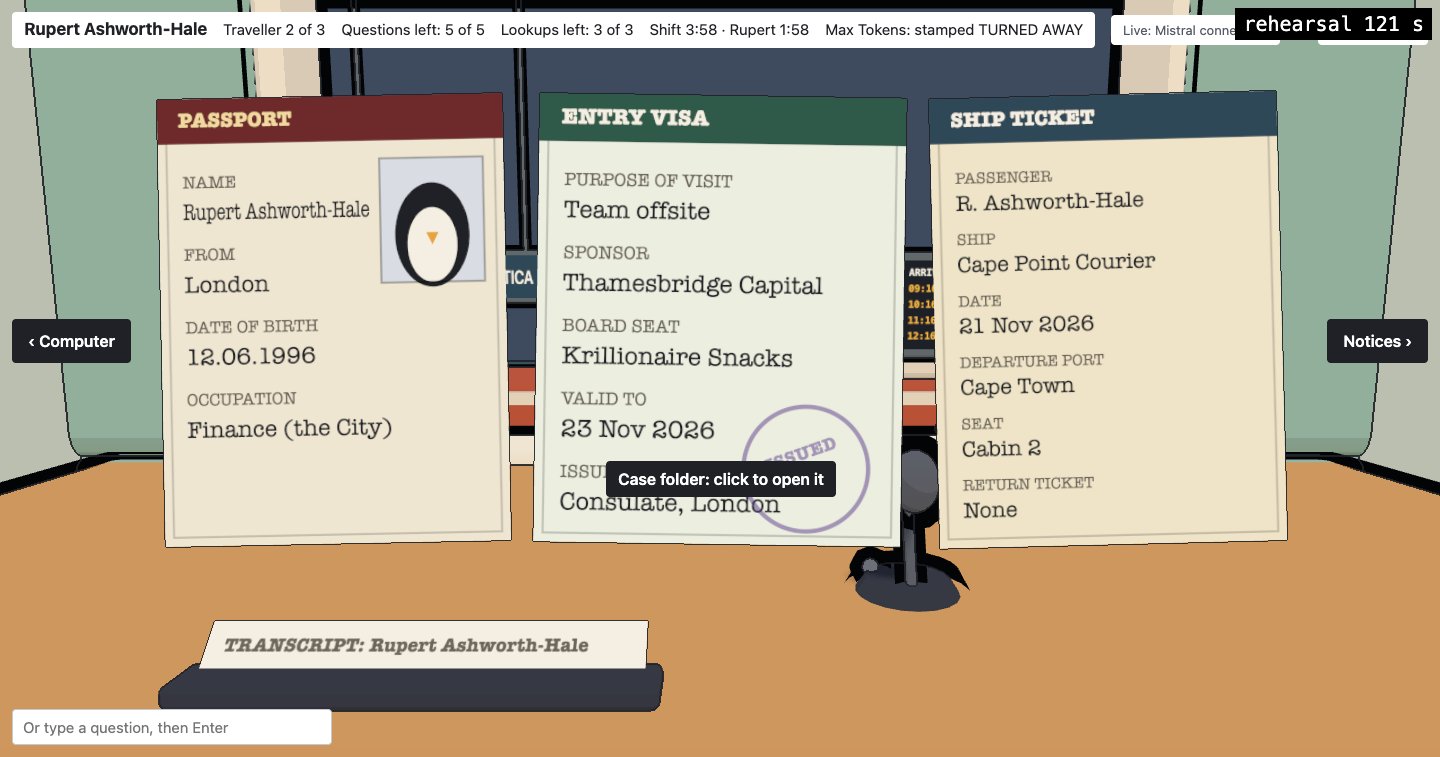 Rupert Ashworth-Hale Traveller 2 of 3 Questions left: 5 of 5 Lookups left: 3 of 3 Shift 3:58 · Rupert 1:58 Max Tokens: stamped TURNED AWAY
Live: Mistral
rehearsal 121 s
PASSPORT
NAME
Rupert Ashworth-Hale
FROM
London
DATE OF BIRTH
12.06.1996
OCCUPATION
Finance (the City)
ENTRY VISA
PURPOSE OF VISIT
Team offsite
SPONSOR
Thamesbridge Capital
BOARD SEAT
Krillionaire Snacks
VALID TO
23 Nov 2026
Consulate, London
ISSUED
SHIP TICKET
PASSENGER
R. Ashworth-Hale
SHIP
Cape Point Courier
DATE
21 Nov 2026
DEPARTURE PORT
Cape Town
SEAT
Cabin 2
RETURN TICKET
None
‹ Computer
Notices ›
Case folder: click to open it
TRANSCRIPT: Rupert Ashworth-Hale
Or type a question, then Enter